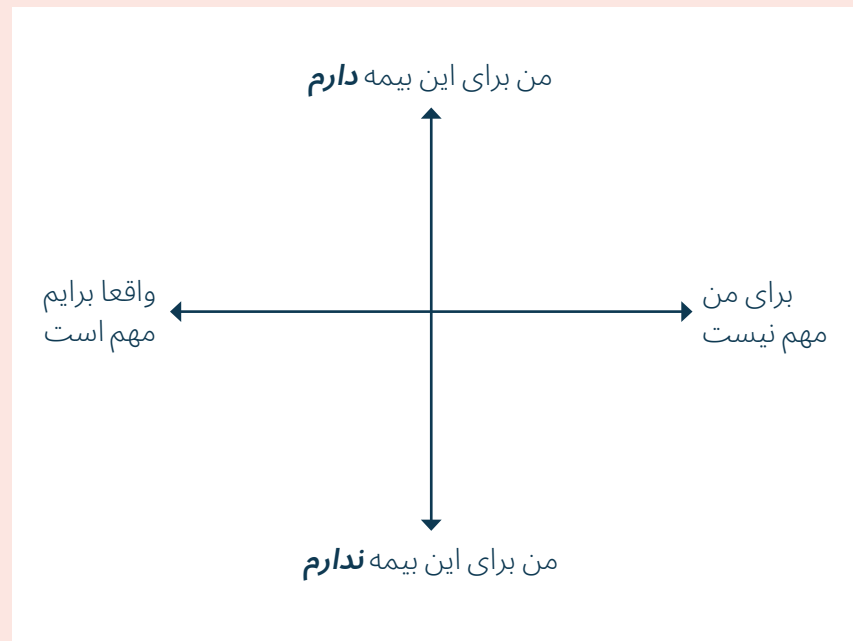 من برای این بیمه دارم
برای من
مهم نیست
واقعا برایم
مهم است
من برای این بیمه ندارم